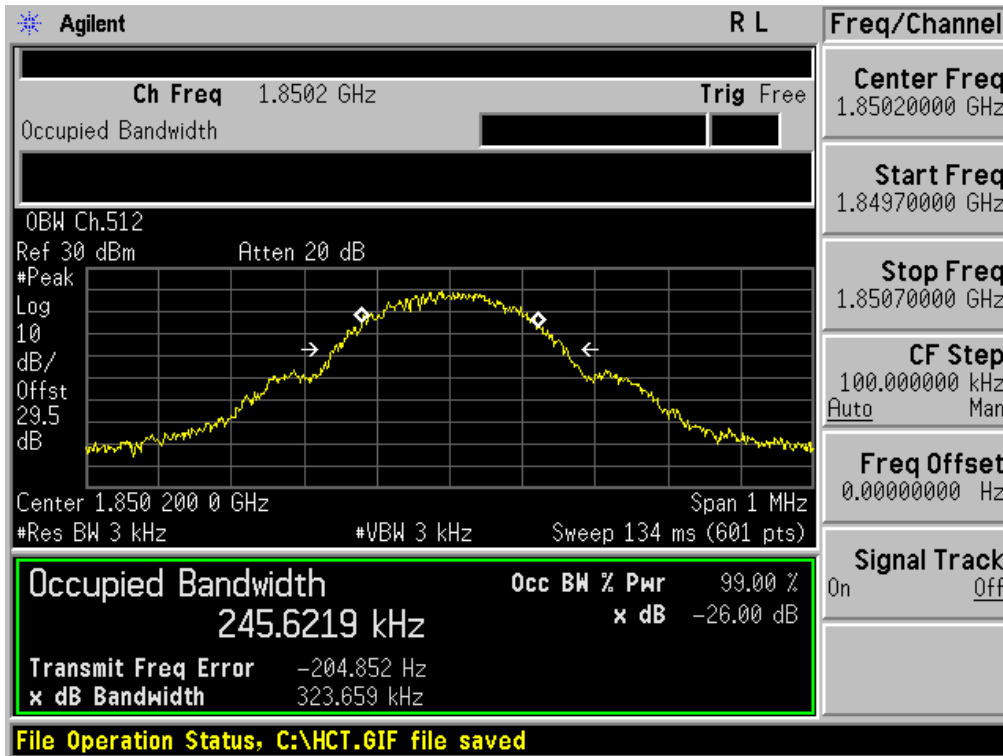 Agilent R L
Ch Freq 1.8502 GHz Trig Free
Occupied Bandwidth
OBW Ch.512
Ref 30 dBm Atten 20 dB
#Peak
Log
10
dB/
Offst
29.5
dB
Center 1.850 200 0 GHz Span 1 MHz
#Res BW 3 kHz #VBW 3 kHz Sweep 134 ms (601 pts)
Occupied Bandwidth Occ BW % Pwr 99.00 %
245.6219 kHz x dB -26.00 dB
Transmit Freq Error -204.852 Hz
x dB Bandwidth 323.659 kHz
File Operation Status, C:\HCT.GIF file saved
Freq/Channel
Center Freq
1.85020000 GHz
Start Freq
1.84970000 GHz
Stop Freq
1.85070000 GHz
CF Step
100.000000 kHz
Auto Man
Freq Offset
0.00000000 Hz
Signal Track
On Off